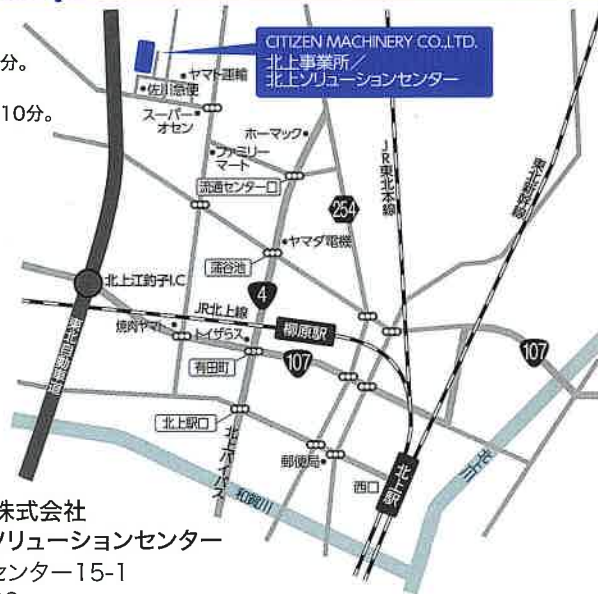 分。
10分。
CITIZEN MACHINERY CO.,LTD.
北上事業所／
北上ソリューションセンター
ヤマト運輸
佐川急便
スーパー
オセン
ホーマック
ファミリー
マート
流通センター口
254
JR東北本線
東北新幹線
ヤマダ電機
蒲谷池
北上江釣子I.C
4
JR北上線
焼肉ヤマト
トイザらス
柳原駅
107
107
有田町
東北自動車道
北上駅口
北上バイパス
郵便局
西口
北上駅
北上川
和賀川
株式会社
リューションセンター
センター15-1